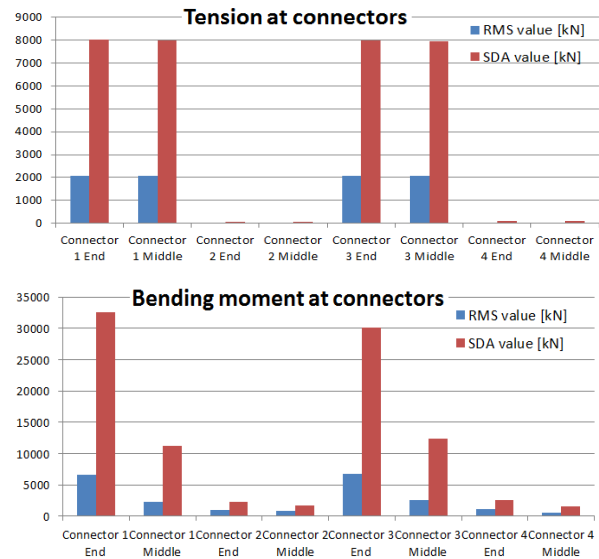 Tension at connectors
9000
8000
7000
6000
5000
4000
3000
2000
1000
0
RMS value [kN]
SDA value [kN]
Connector 1 End
Connector 1 Middle
Connector 2 End
Connector 2 Middle
Connector 3 End
Connector 3 Middle
Connector 4 End
Connector 4 Middle
Bending moment at connectors
35000
30000
25000
20000
15000
10000
5000
0
RMS value [kN]
SDA value [kN]
Connector 1 End
Connector 1 Middle
Connector 2 End
Connector 2 Middle
Connector 3 End
Connector 3 Middle
Connector 4 End
Connector 4 Middle